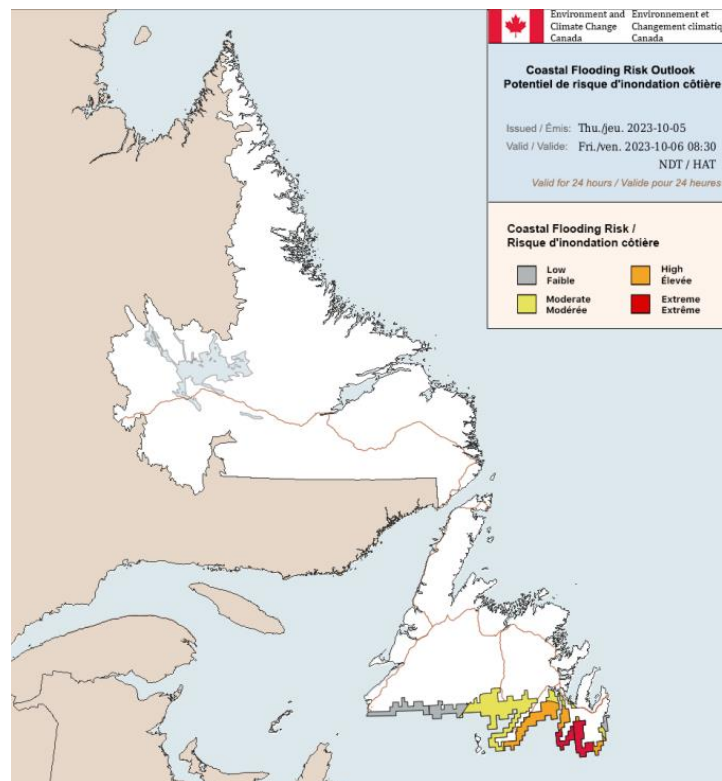 Environment and Environnement et
Climate Change Changement climatiq
Canada Canada
Coastal Flooding Risk Outlook
Potentiel de risque d'inondation côtière
Issued / Émis: Thu./jeu. 2023-10-05
Valid / Valide: Fri./ven. 2023-10-06 08:30
NDT / HAT
Valid for 24 hours / Valide pour 24 heures
Coastal Flooding Risk /
Risque d'inondation côtière
Low High
Faible Élevée
Moderate Extreme
Modérée Extrême